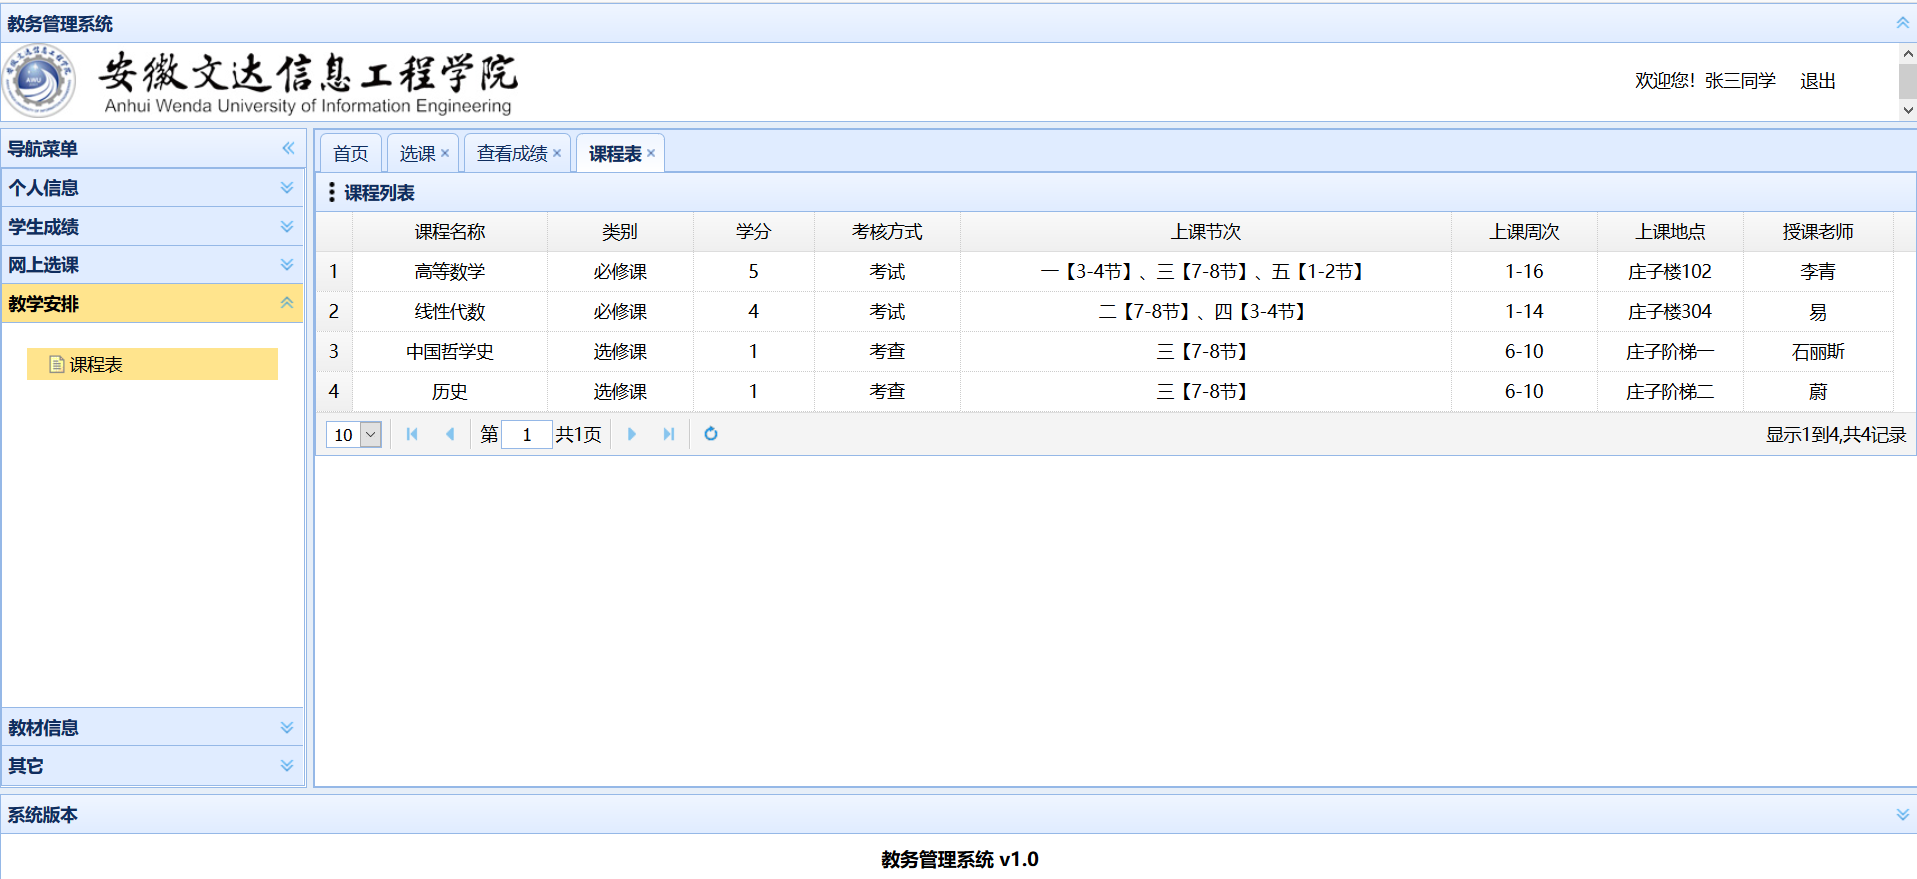 教务管理系统
安徽文达信息工程学院
Anhui Wenda University of Information Engineering
欢迎您！张三同学 退出
导航菜单
个人信息
学生成绩
网上选课
教学安排
课程表
教材信息
其它
首页 选课 查看成绩 课程表
课程列表
课程名称 类别 学分 考核方式 上课节次 上课周次 上课地点 授课老师
1 高等数学 必修课 5 考试 一【3-4节】、三【7-8节】、五【1-2节】 1-16 庄子楼102 李青
2 线性代数 必修课 4 考试 二【7-8节】、四【3-4节】 1-14 庄子楼304 易
3 中国哲学史 选修课 1 考查 三【7-8节】 6-10 庄子阶梯一 石丽斯
4 历史 选修课 1 考查 三【7-8节】 6-10 庄子阶梯二 蔚
10 第 1 共1页 显示1到4,共4记录
系统版本
教务管理系统 v1.0